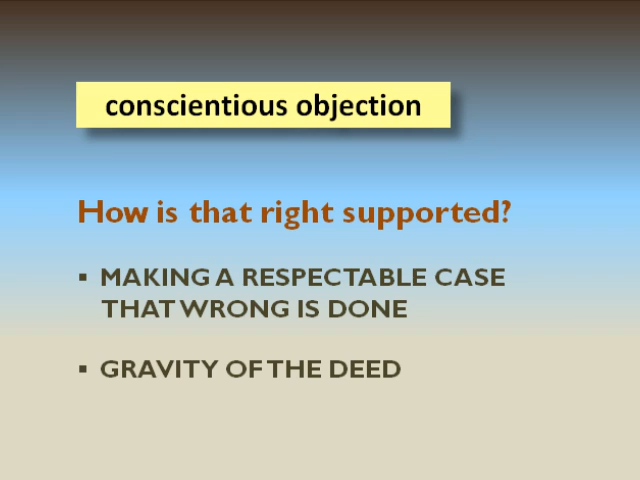 conscientious objection
How is that right supported?
▪ MAKING A RESPECTABLE CASE
THAT WRONG IS DONE
▪ GRAVITY OF THE DEED